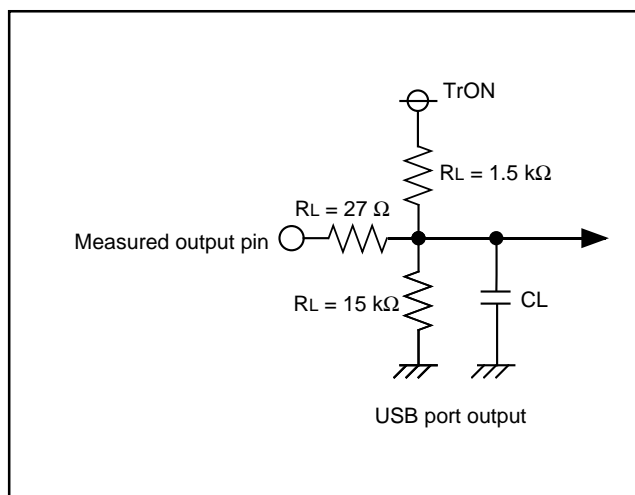 TrON
RL = 1.5 kΩ
RL = 27 Ω
Measured output pin
RL = 15 kΩ
CL
USB port output